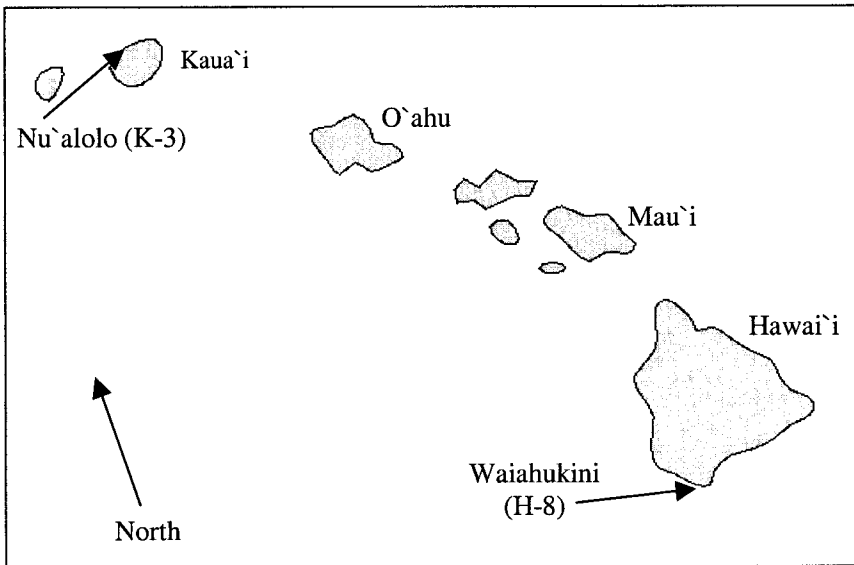 Kaua`i
Nu`alolo (K-3)
O`ahu
Mau`i
Hawai`i
Waiahukini
(H-8)
North